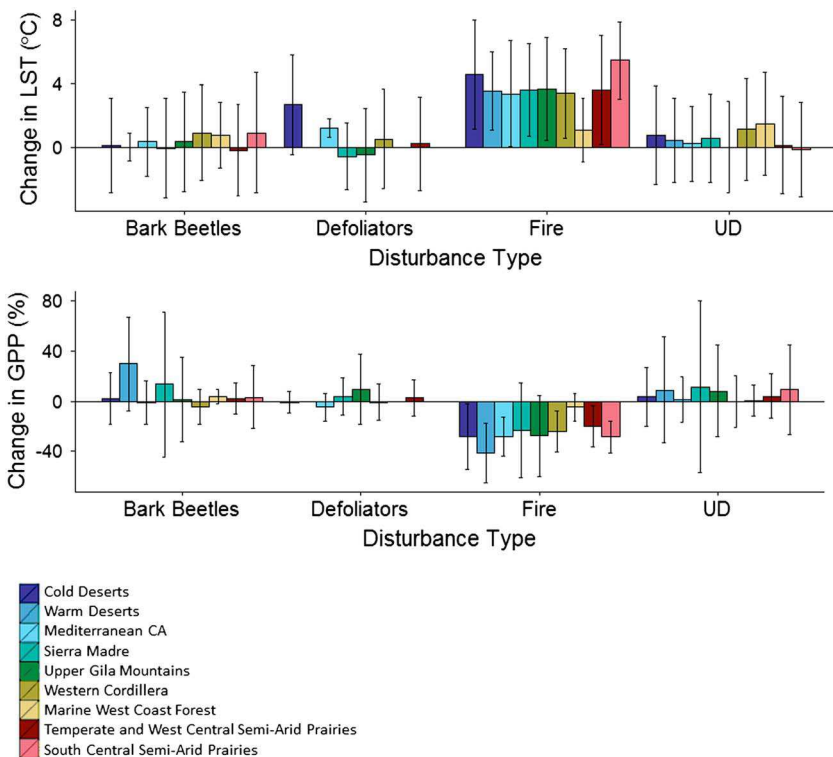 Change in LST (°C)
8
4
0
Bark Beetles Defoliators Fire UD
Disturbance Type
Change in GPP (%)
80
40
0
-40
Bark Beetles Defoliators Fire UD
Disturbance Type
Cold Deserts
Warm Deserts
Mediterranean CA
Sierra Madre
Upper Gila Mountains
Western Cordillera
Marine West Coast Forest
Temperate and West Central Semi-Arid Prairies
South Central Semi-Arid Prairies